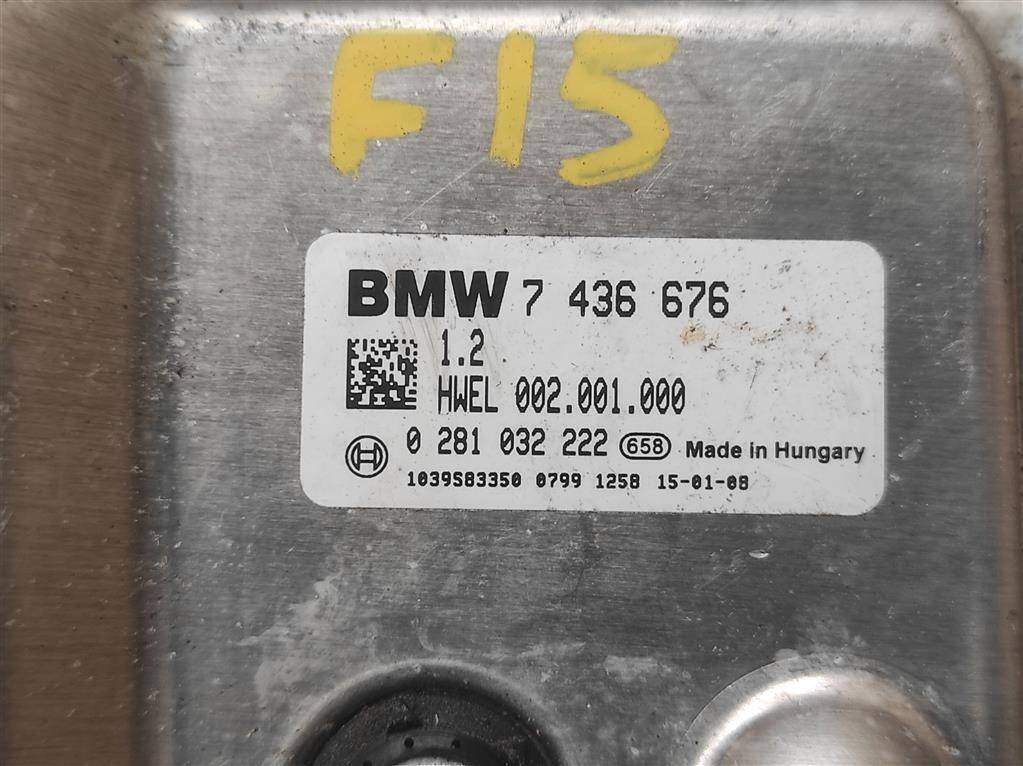 F15
BMW 7 436 676
1.2
HWEL 002.001.000
0 281 032 222 658 Made in Hungary
1039S83350 0799 1258 15-01-08